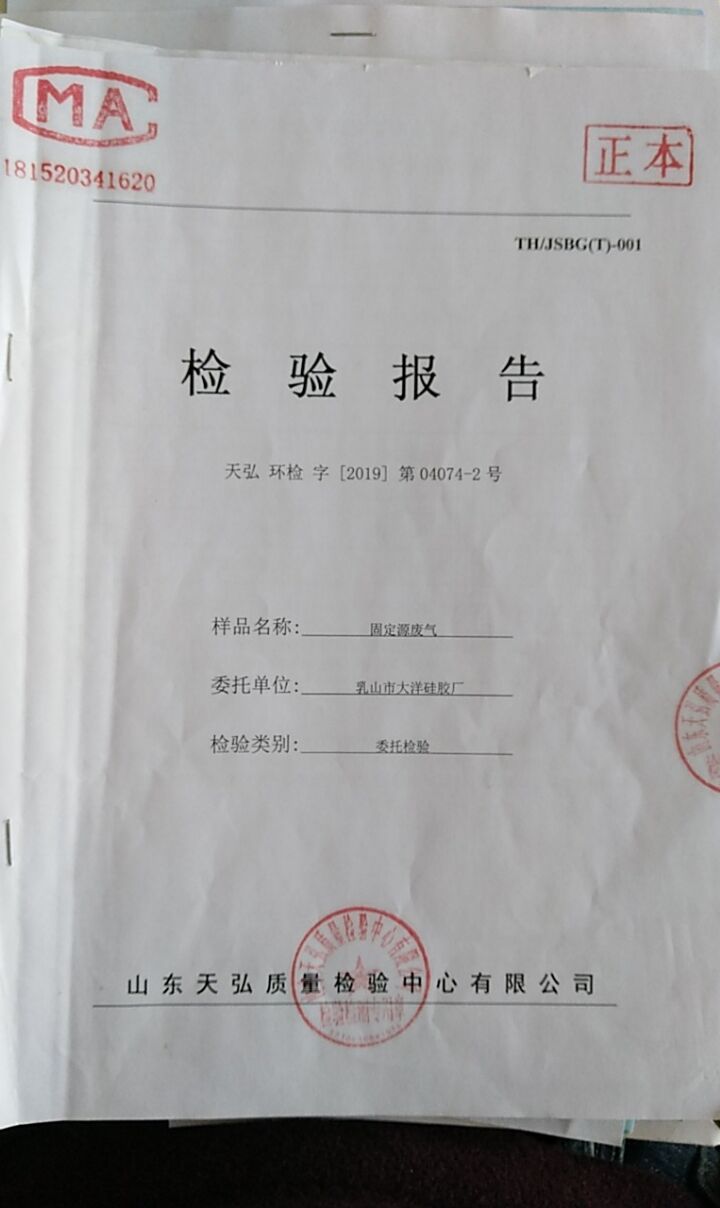 MA
181520341620
正本
TH/JSBG(T)-001
检验报告
天弘 环检 字 [2019] 第 04074-2 号
样品名称: 固定源废气
委托单位: 乳山市大洋硅胶厂
检验类别: 委托检验
山东天弘质量检验中心有限公司